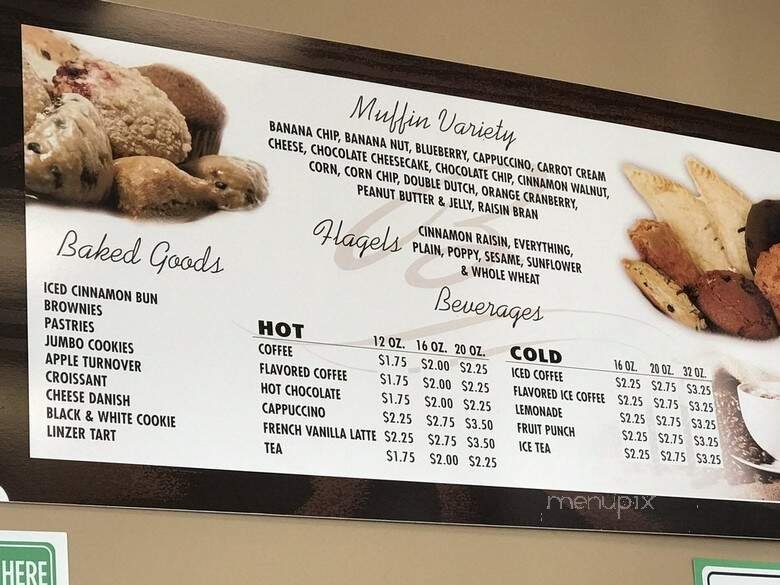 Muffin Variety
BANANA CHIP, BANANA NUT, BLUEBERRY, CAPPUCCINO, CARROT CREAM
CHEESE, CHOCOLATE CHEESECAKE, CHOCOLATE CHIP, CINNAMON WALNUT,
CORN, CORN CHIP, DOUBLE DUTCH, ORANGE CRANBERRY,
PEANUT BUTTER & JELLY, RAISIN BRAN
Flagels
CINNAMON RAISIN, EVERYTHING,
PLAIN, POPPY, SESAME, SUNFLOWER
& WHOLE WHEAT
Baked Goods
ICED CINNAMON BUN
BROWNIES
PASTRIES
JUMBO COOKIES
APPLE TURNOVER
CROISSANT
CHEESE DANISH
BLACK & WHITE COOKIE
LINZER TART
Beverages
HOT 12 OZ. 16 OZ. 20 OZ.
COFFEE $1.75 $2.00 $2.25
FLAVORED COFFEE $1.75 $2.00 $2.25
HOT CHOCOLATE $1.75 $2.00 $2.25
CAPPUCCINO $2.25 $2.75 $3.50
FRENCH VANILLA LATTE $2.25 $2.75 $3.50
TEA $1.75 $2.00 $2.25
COLD 16 OZ. 20 OZ. 32 OZ.
ICED COFFEE $2.25 $2.75 $3.25
FLAVORED ICE COFFEE $2.25 $2.75 $3.25
LEMONADE $2.25 $2.75 $3.25
FRUIT PUNCH $2.25 $2.75 $3.25
ICE TEA $2.25 $2.75 $3.25
menupix
HERE